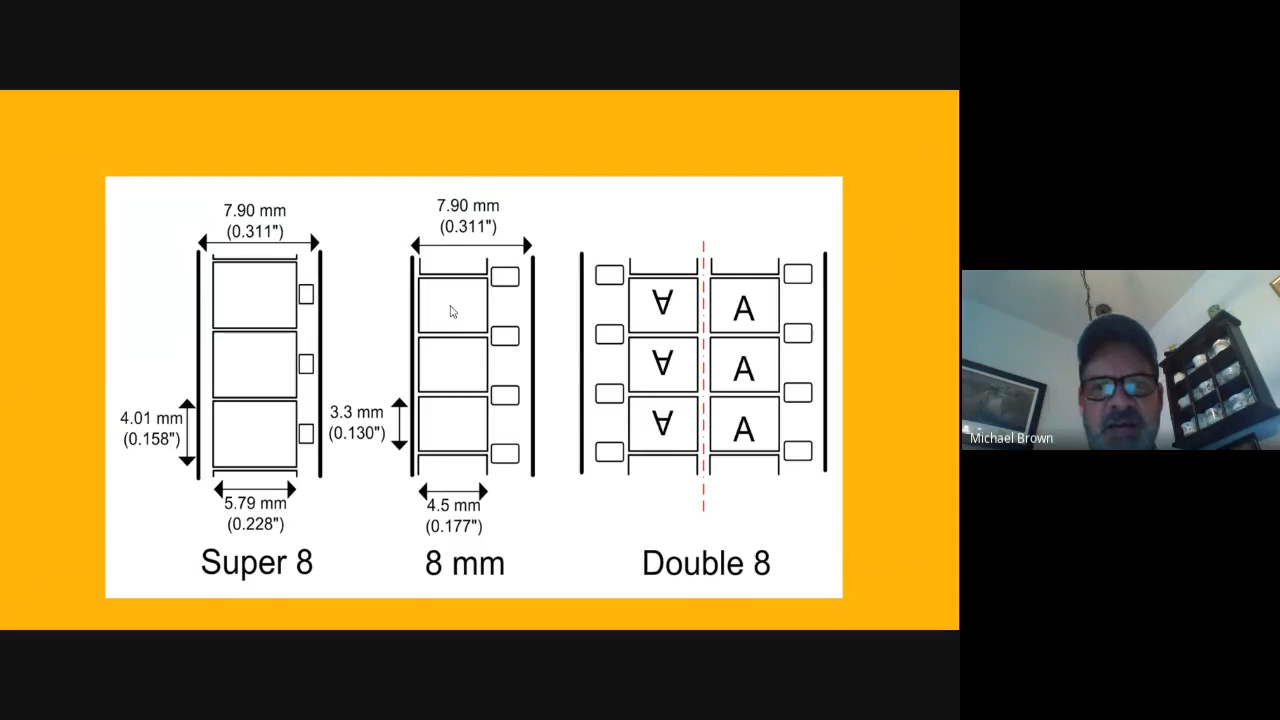 7.90 mm
(0.311")
7.90 mm
(0.311")
∀
A
∀
A
4.01 mm
(0.158")
3.3 mm
(0.130")
∀
A
5.79 mm
(0.228")
4.5 mm
(0.177")
Super 8
8 mm
Double 8
Michael Brown